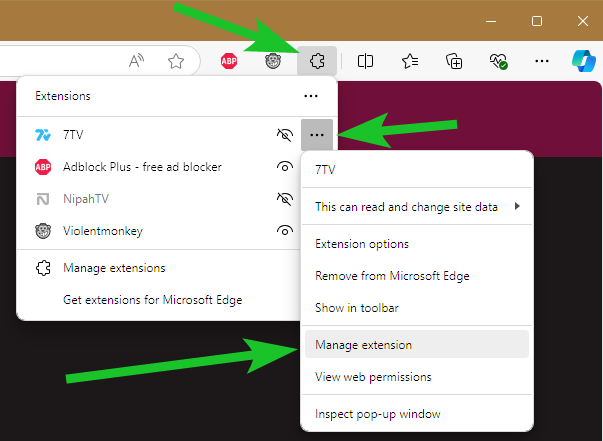 ABP
Extensions
7TV
ABP Adblock Plus - free ad blocker
NipahTV
Violentmonkey
Manage extensions
Get extensions for Microsoft Edge
7TV
This can read and change site data
Extension options
Remove from Microsoft Edge
Show in toolbar
Manage extension
View web permissions
Inspect pop-up window